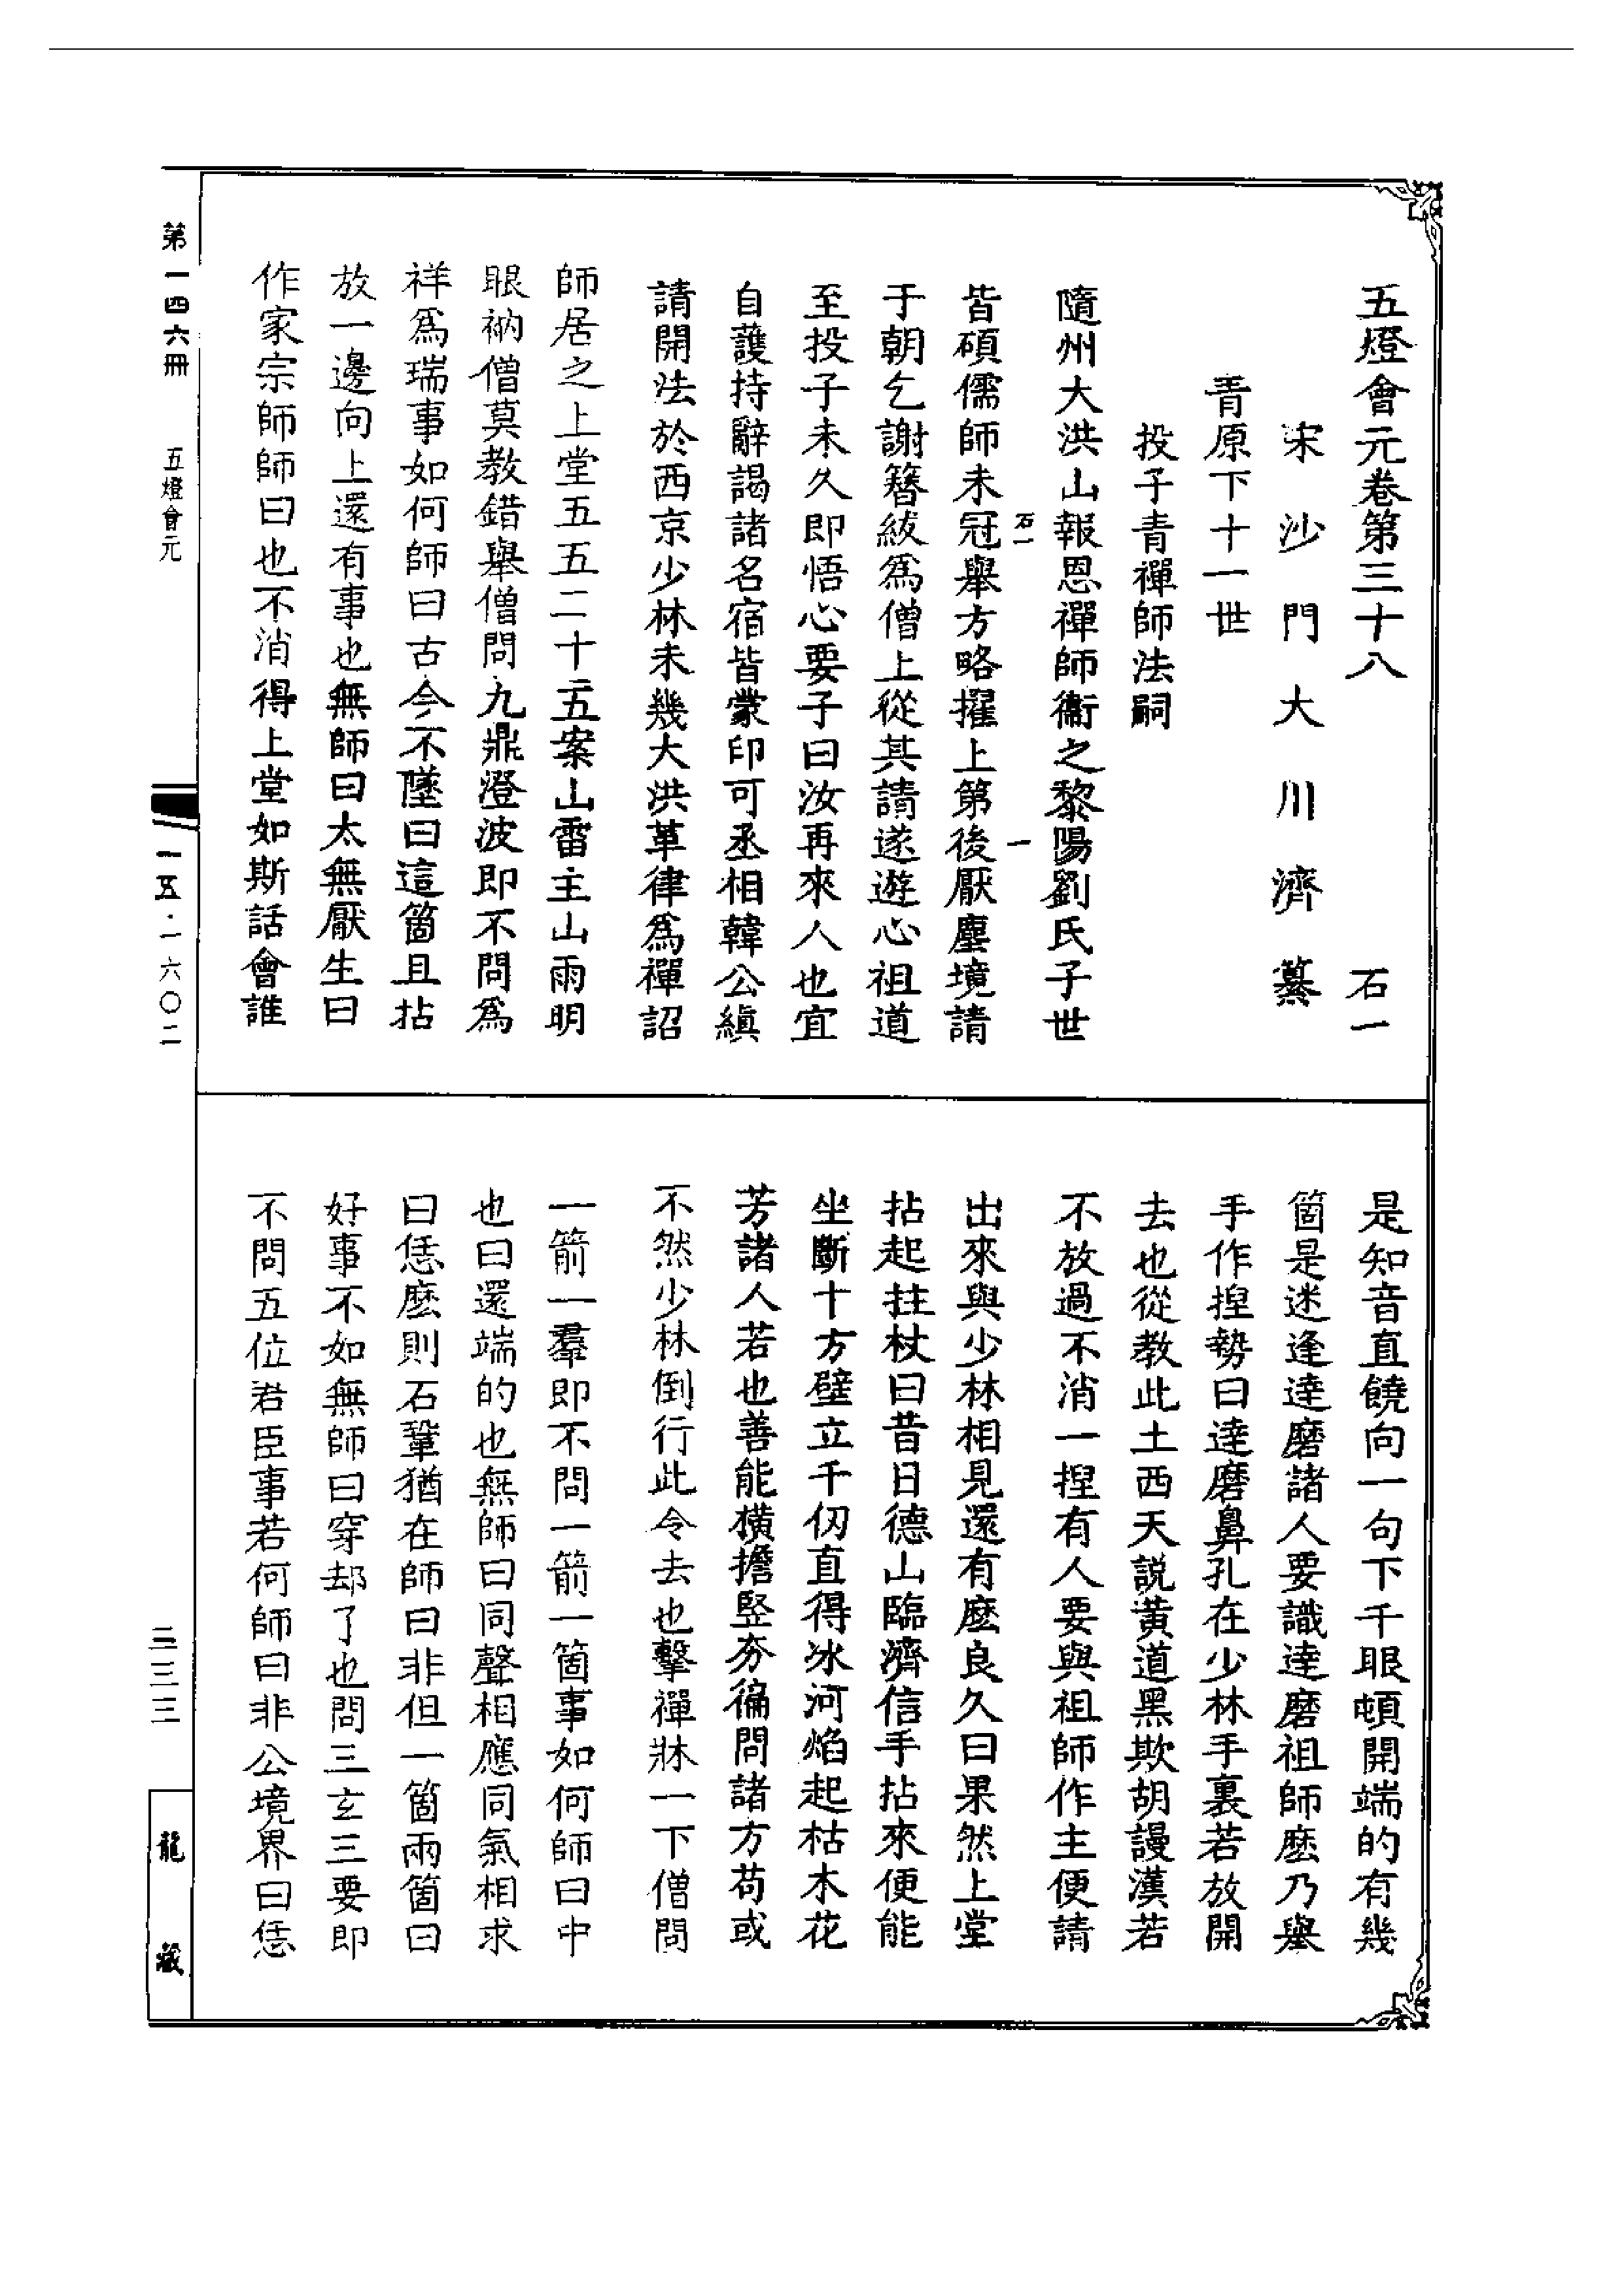 五燈會元卷第三十八 石一
宋沙門大川濟纂
青原下十一世
投子青禪師法嗣
隨州大洪山報恩禪師衞之黎陽劉氏子世
石一 一
皆碩儒師未冠舉方略擢上第後厭塵境請
于朝乞謝簪紱爲僧上從其請遂遊心祖道
至投子未久即悟心要子曰汝再來人也宜
自護持辭謁諸名宿皆蒙印可丞相韓公縝
請開法於西京少林未幾大洪革律爲禪詔
師居之上堂五五二十五案山雷主山雨明
眼衲僧莫教錯舉僧問九鼎澄波即不問爲
祥爲瑞事如何師曰古今不墜曰這箇且拈
放一邊向上還有事也無師曰太無厭生曰
作家宗師師曰也不消得上堂如斯話會誰
是知音直饒向一句下千眼頓開端的有幾
箇是迷逢達磨諸人要識達磨祖師麽乃舉
手作揑勢曰達磨鼻孔在少林手裏若放開
去也從教此土西天說黄道黑欺胡謾漢若
不放過不消一揑有人要與祖師作主便請
出來與少林相見還有麽良久曰果然上堂
拈起拄杖曰昔日德山臨濟信手拈來便能
坐斷十方壁立千仞直得冰河焰起枯木花
芳諸人若也善能橫擔竪夯徧問諸方苟或
不然少林倒行此令去也擊禪牀一下僧問
一箭一羣即不問一箭一箇事如何師曰中
也曰還端的也無師曰同聲相應同氣相求
曰恁麽則石鞏猶在師曰非但一箇兩箇曰
好事不如無師曰穿却了也問三玄三要即
不問五位君臣事若何師曰非公境界曰恁
第一四六冊 五燈會元 一五·一六〇二 三三三 龍藏